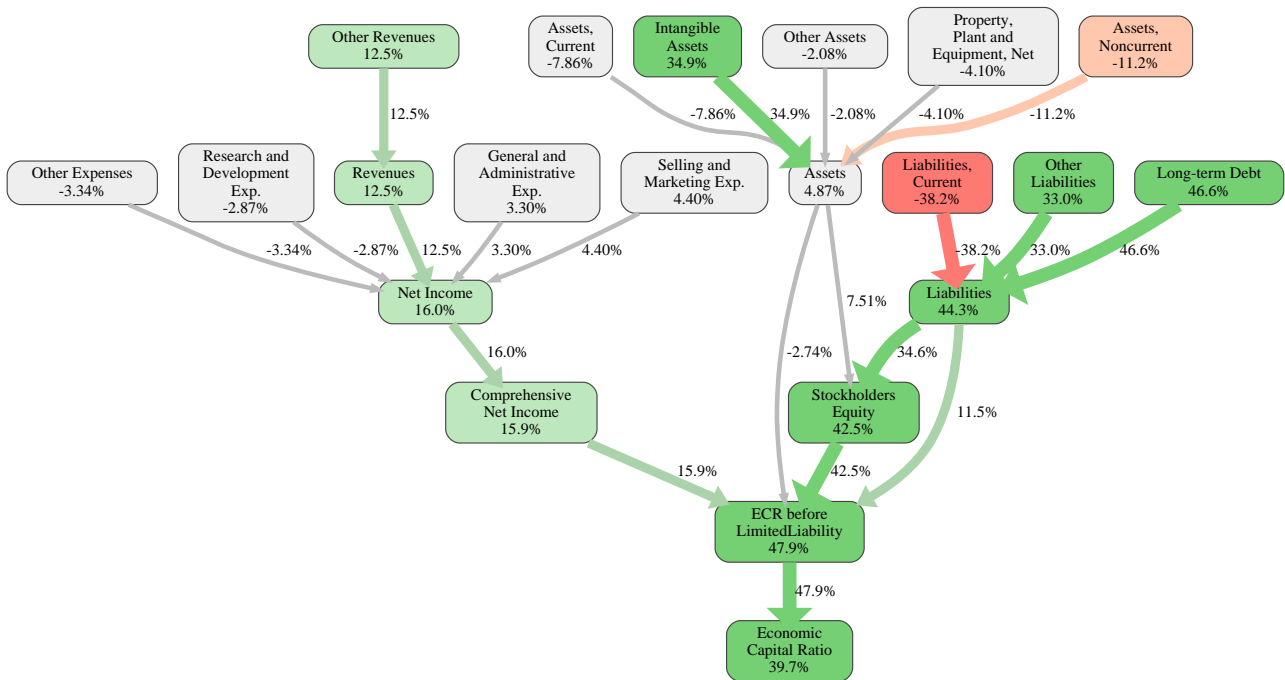 Other Revenues
12.5%
Assets,
Current
-7.86%
Intangible
Assets
34.9%
Other Assets
-2.08%
Property,
Plant and
Equipment, Net
-4.10%
Assets,
Noncurrent
-11.2%
12.5%
-7.86%
34.9%
-2.08%
-4.10%
-11.2%
Other Expenses
-3.34%
Research and
Development
Exp.
-2.87%
Revenues
12.5%
General and
Administrative
Exp.
3.30%
Selling and
Marketing Exp.
4.40%
Assets
4.87%
Liabilities,
Current
-38.2%
Other
Liabilities
33.0%
Long-term Debt
46.6%
-3.34%
-2.87%
12.5%
3.30%
4.40%
-38.2%
33.0%
46.6%
Net Income
16.0%
7.51%
Liabilities
44.3%
16.0%
-2.74%
34.6%
Comprehensive
Net Income
15.9%
Stockholders
Equity
42.5%
11.5%
15.9%
42.5%
ECR before
LimitedLiability
47.9%
47.9%
Economic
Capital Ratio
39.7%